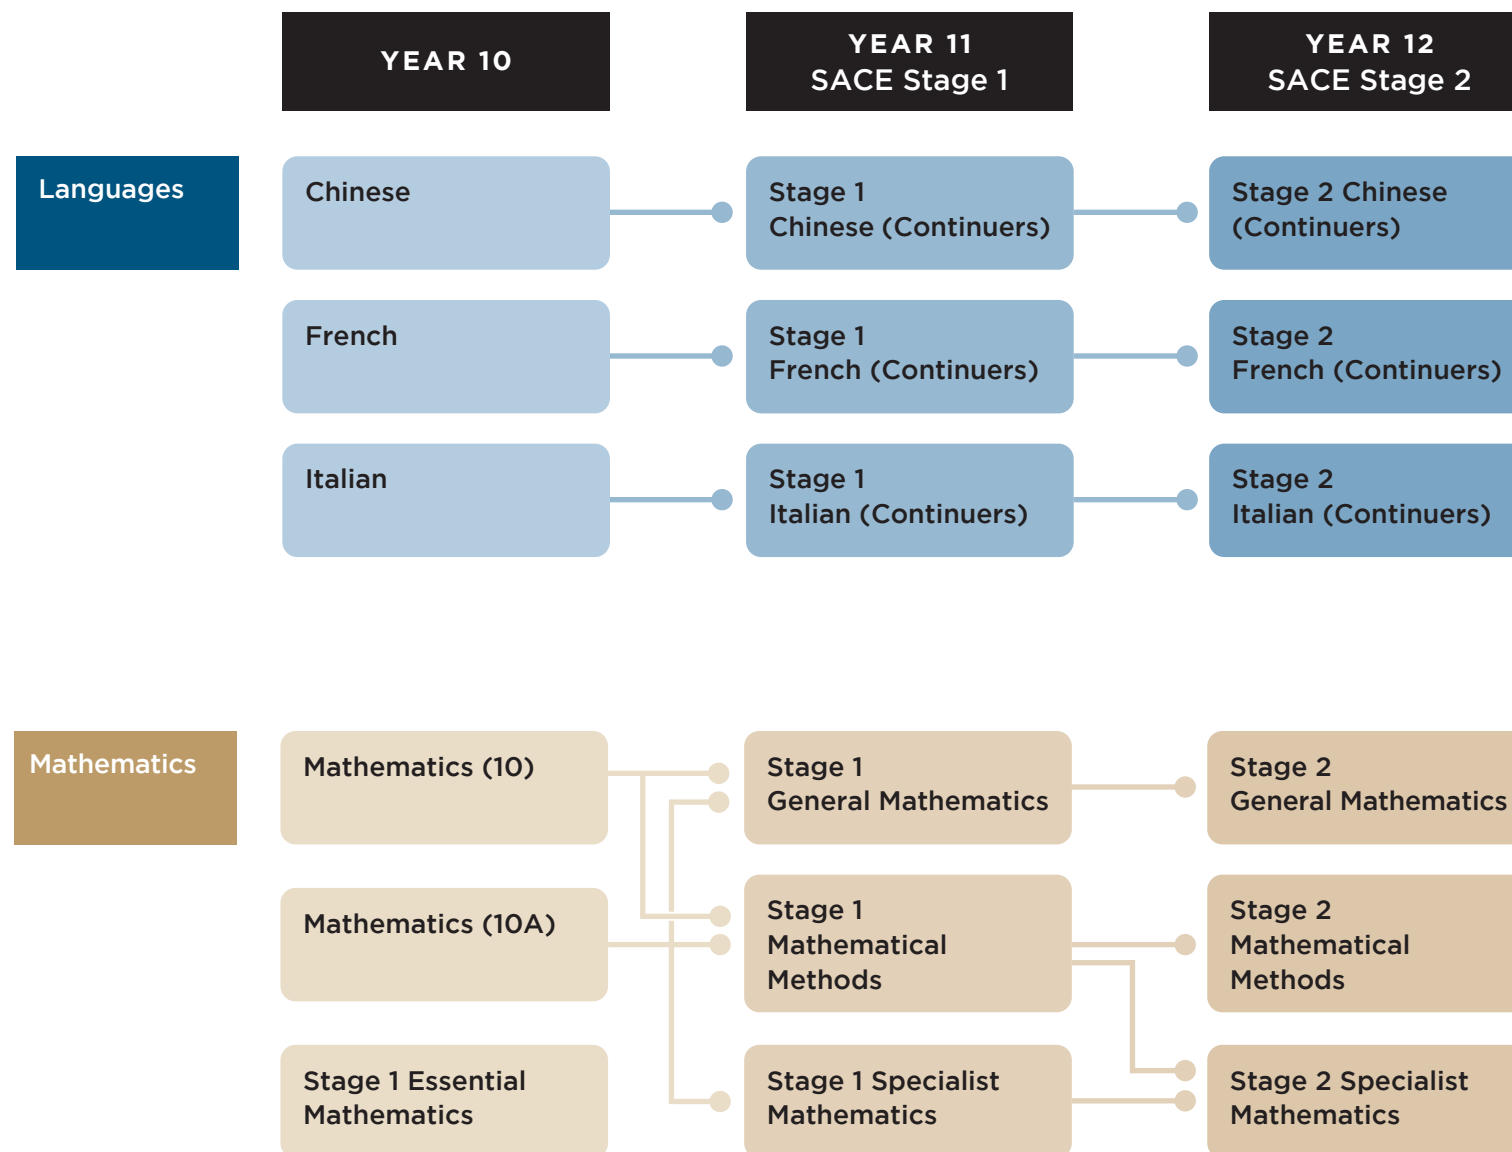 YEAR 10
YEAR 11
SACE Stage 1
YEAR 12
SACE Stage 2
Languages
Chinese
Stage 1
Chinese (Continuers)
Stage 2 Chinese
(Continuers)
French
Stage 1
French (Continuers)
Stage 2
French (Continuers)
Italian
Stage 1
Italian (Continuers)
Stage 2
Italian (Continuers)
Mathematics
Mathematics (10)
Stage 1
General Mathematics
Stage 2
General Mathematics
Mathematics (10A)
Stage 1
Mathematical
Methods
Stage 2
Mathematical
Methods
Stage 1 Essential
Mathematics
Stage 1 Specialist
Mathematics
Stage 2 Specialist
Mathematics